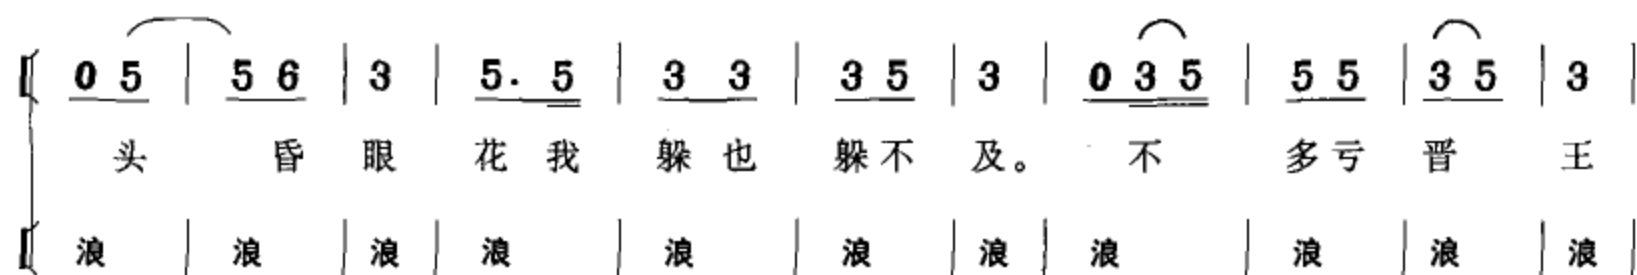 0 5 | 5 6 | 3 | 5. 5 | 3 3 | 3 5 | 3 | 0 3 5 | 5 5 | 3 5 | 3 |
头 昏 眼 花 我 躲 也 躲 不 及。 不 多 亏 晋 王
浪 | 浪 | 浪 | 浪 | 浪 | 浪 | 浪 | 浪 | 浪 | 浪 | 浪 |